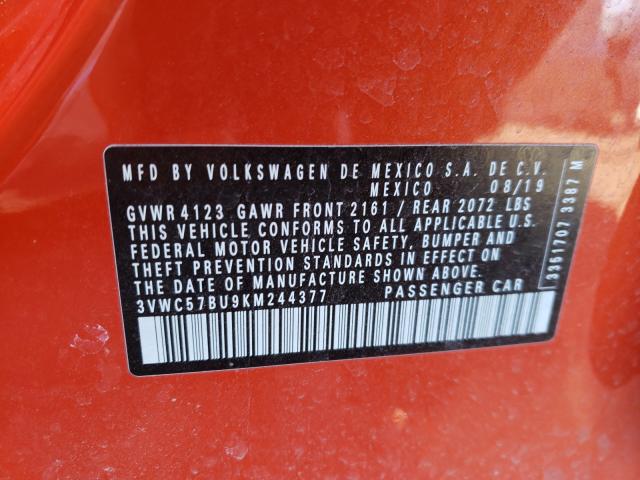 MFD BY VOLKSWAGEN DE MEXICO S.A. DE C.V.
MEXICO 08/19
GVWR 4123 GAWR FRONT 2161 / REAR 2072 LBS
THIS VEHICLE CONFORMS TO ALL APPLICABLE U.S.
FEDERAL MOTOR VEHICLE SAFETY, BUMPER AND
THEFT PREVENTION STANDARDS IN EFFECT ON
THE DATE OF MANUFACTURE SHOWN ABOVE.
3VWC57BU9KM244377 PASSENGER CAR
3361707 3387 M